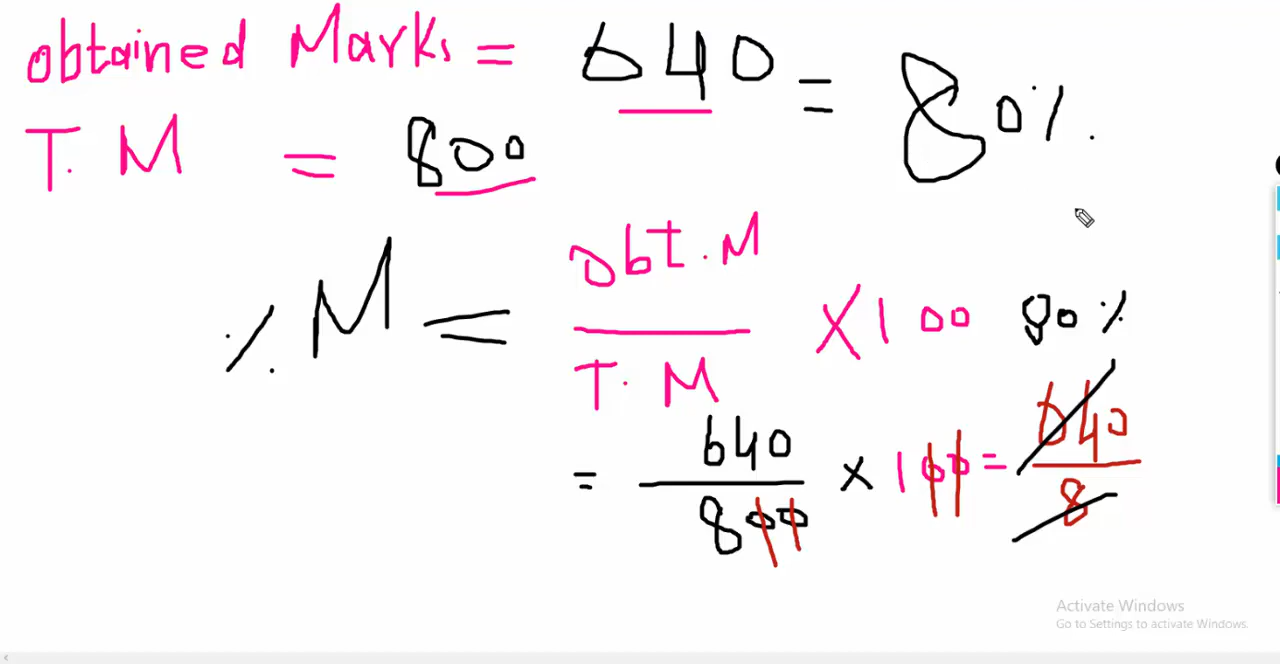 obtained Marks = 640 = 80%.
T.M = 800
%M = obt.M
T.M
×100 80%
= 640
800
× 100 = 640
8
Activate Windows
Go to Settings to activate Windows.